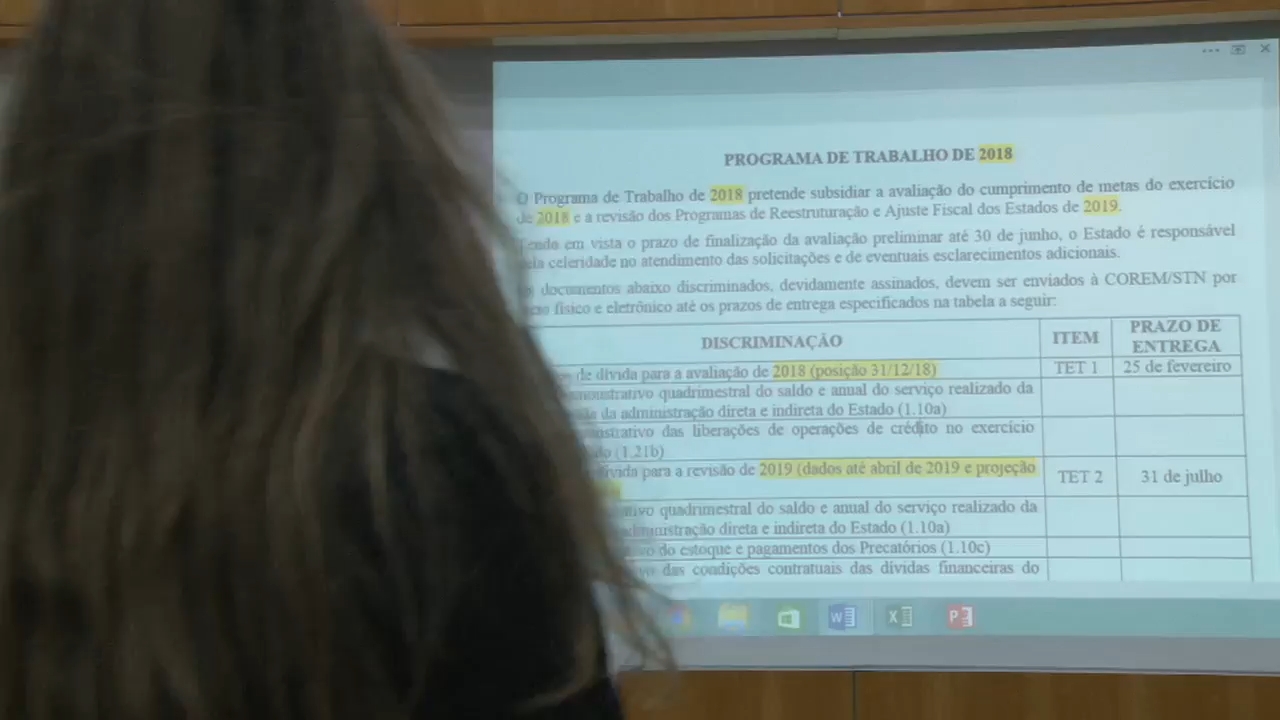 PROGRAMA DE TRABALHO DE 2018
O Programa de Trabalho de 2018 pretende subsidiar a avaliação do cumprimento de metas do exercício
de 2018 e a revisão dos Programas de Reestruturação e Ajuste Fiscal dos Estados de 2019.
em vista o prazo de finalização da avaliação preliminar até 30 de junho, o Estado é responsável
celeridade no atendimento das solicitações e de eventuais esclarecimentos adicionais.
documentos abaixo discriminados, devidamente assinados, devem ser enviados à COREM/STN por
físico e eletrônico até os prazos de entrega especificados na tabela a seguir:
DISCRIMINAÇÃO ITEM PRAZO DE ENTREGA
de dívida para a avaliação de 2018 (posição 31/12/18) TET 1 25 de fevereiro
quadrimestral do saldo e anual do serviço realizado da
da administração direta e indireta do Estado (1.10a)
das liberações de operações de crédito no exercício
(1.21b)
dívida para a revisão de 2019 (dados até abril de 2019 e projeção TET 2 31 de julho
quadrimestral do saldo e anual do serviço realizado da
administração direta e indireta do Estado (1.10a)
do estoque e pagamentos dos Precatórios (1.10c)
das condições contratuais das dívidas financeiras do